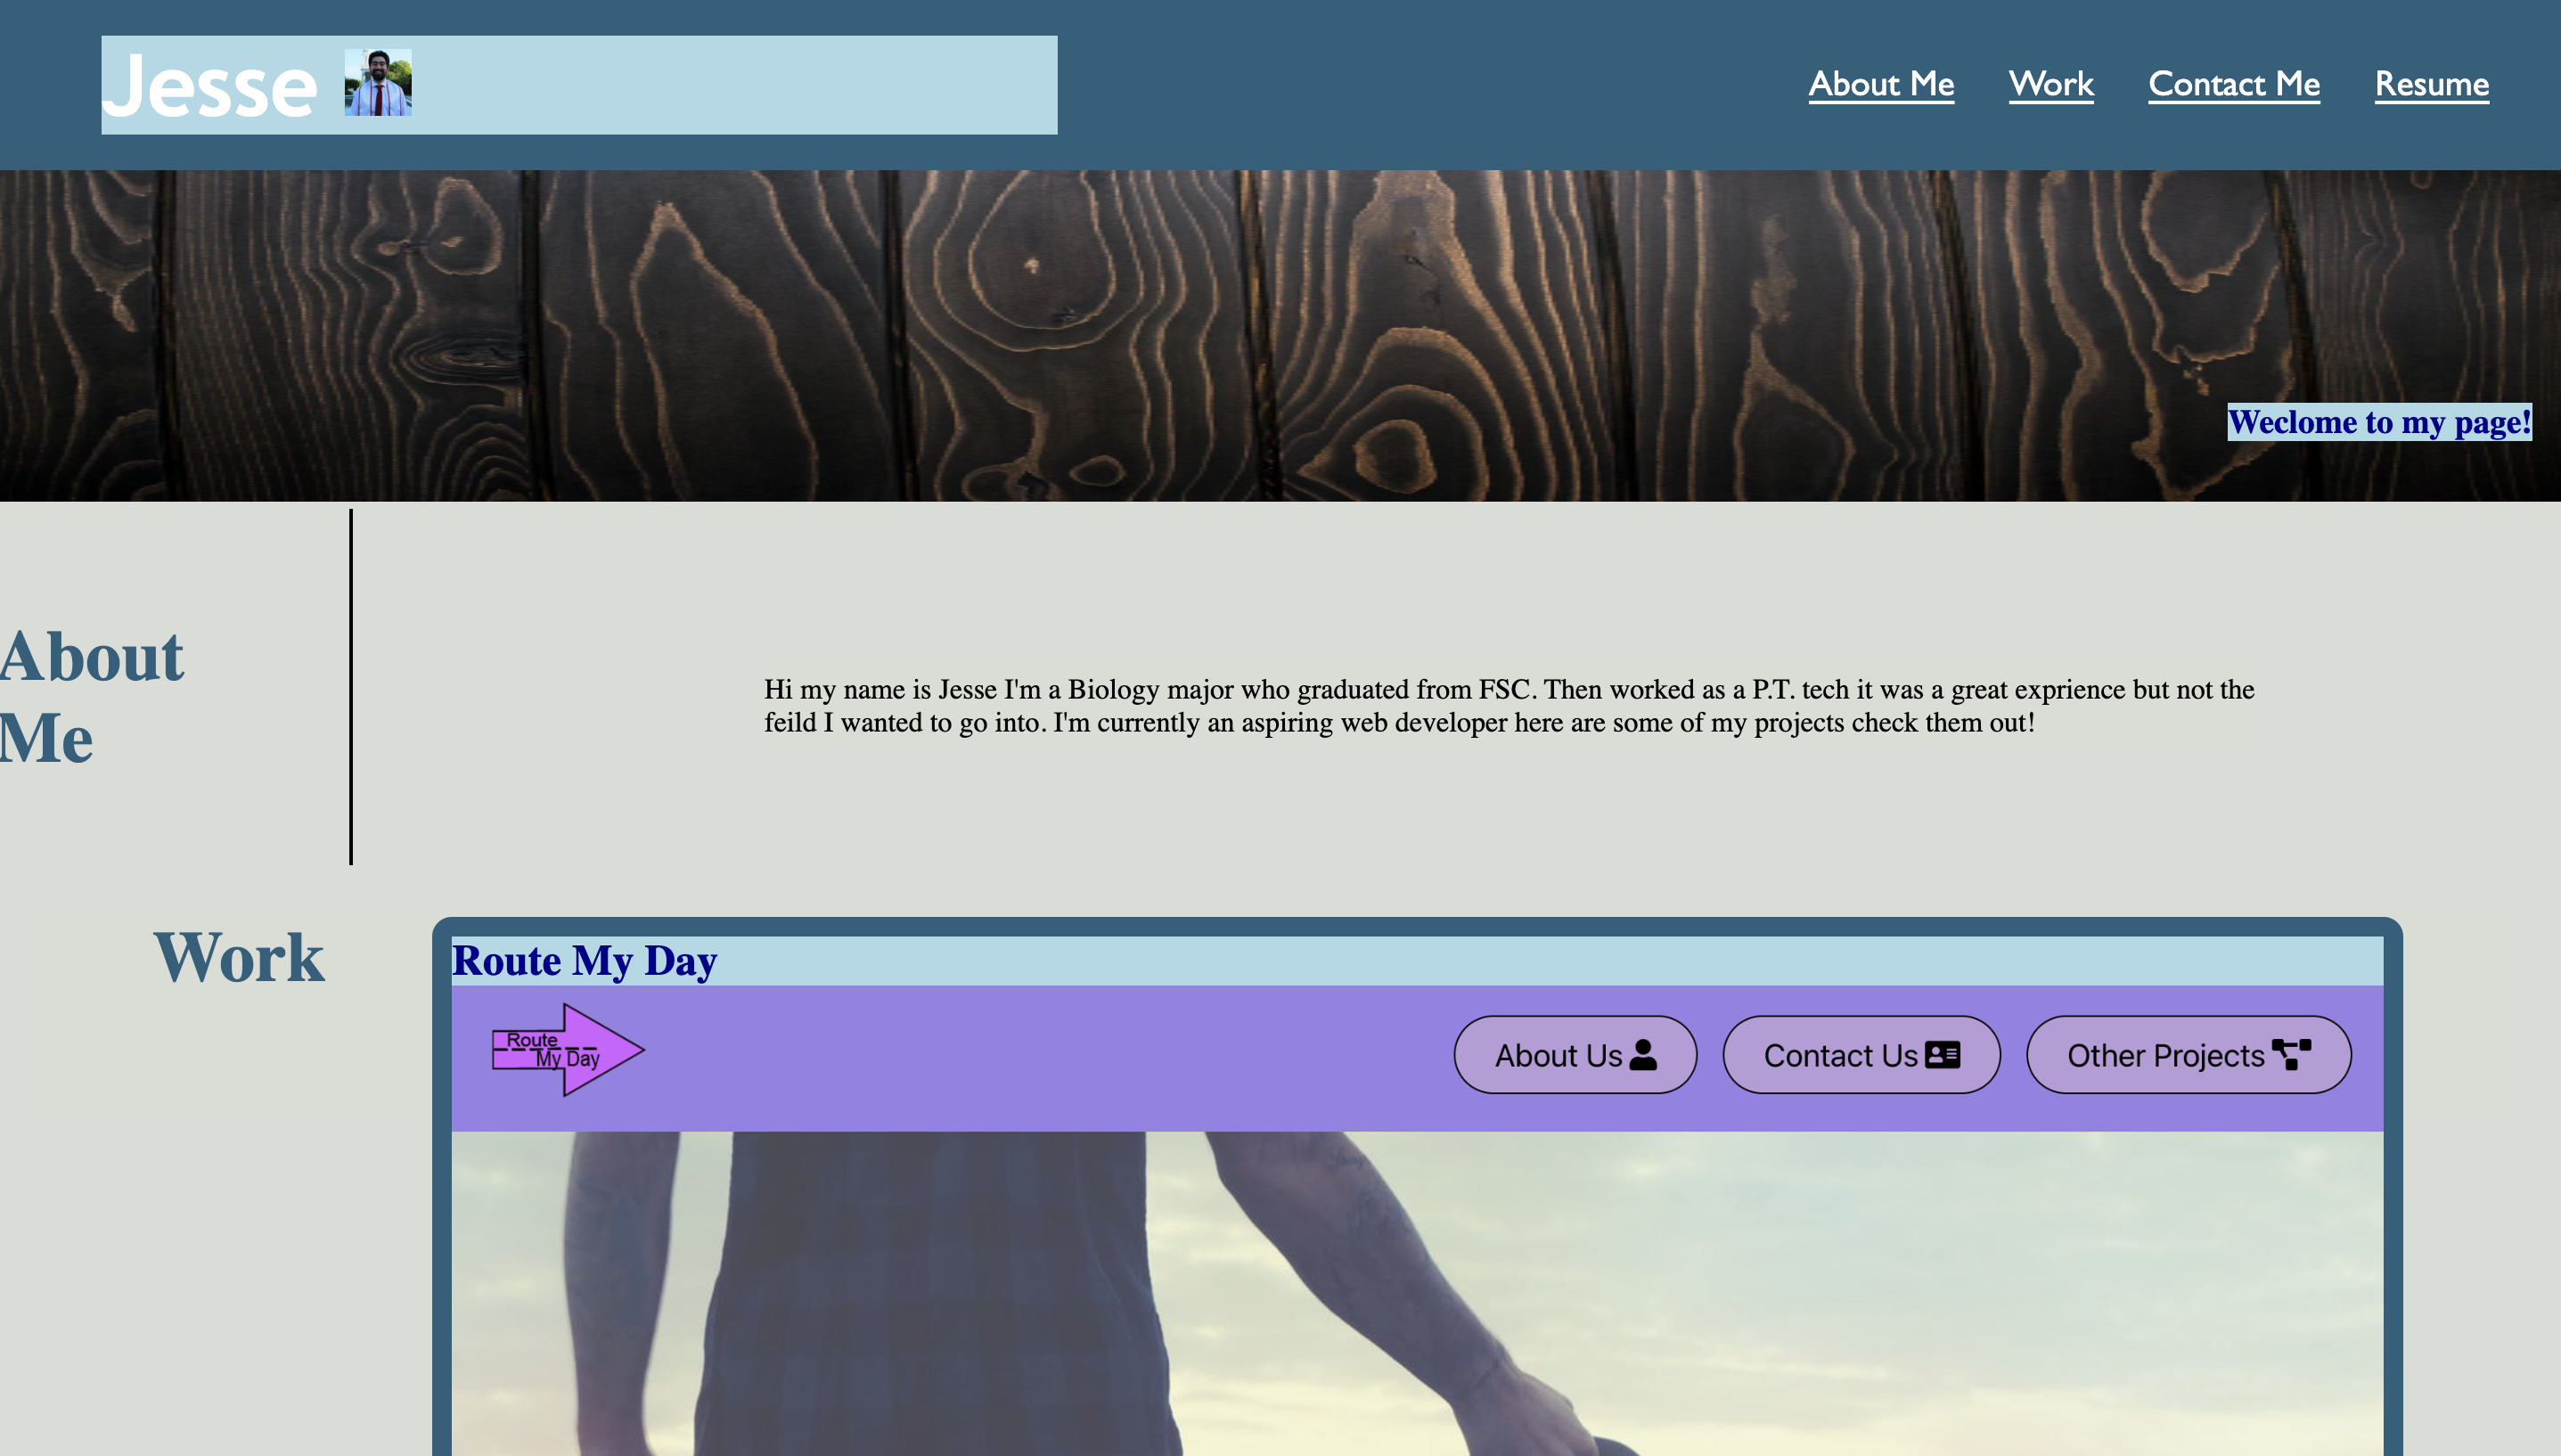 Jesse
About Me Work Contact Me Resume
Weclome to my page!
About
Me
Hi my name is Jesse I'm a Biology major who graduated from FSC. Then worked as a P.T. tech it was a great exprience but not the
feild I wanted to go into. I'm currently an aspiring web developer here are some of my projects check them out!
Work
Route My Day
Route
My Day
About Us Contact Us Other Projects